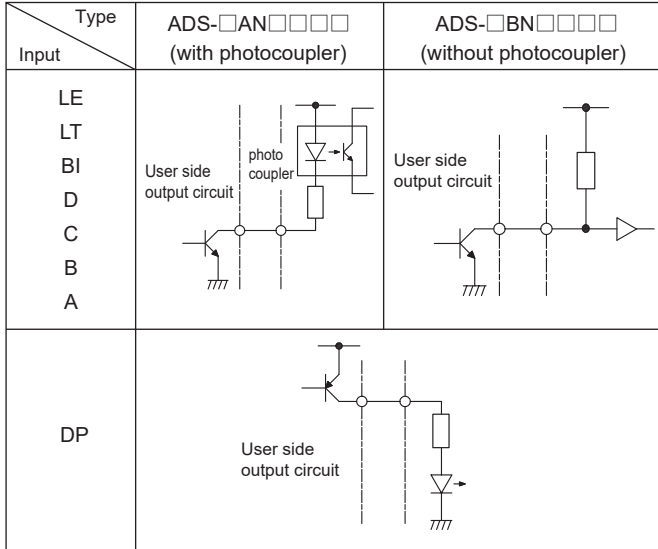 Type
Input
ADS-□AN□□□□
(with photocoupler)
ADS-□BN□□□□
(without photocoupler)
LE
LT
BI
D
C
B
A
User side
output circuit
photo
coupler
User side
output circuit
DP
User side
output circuit